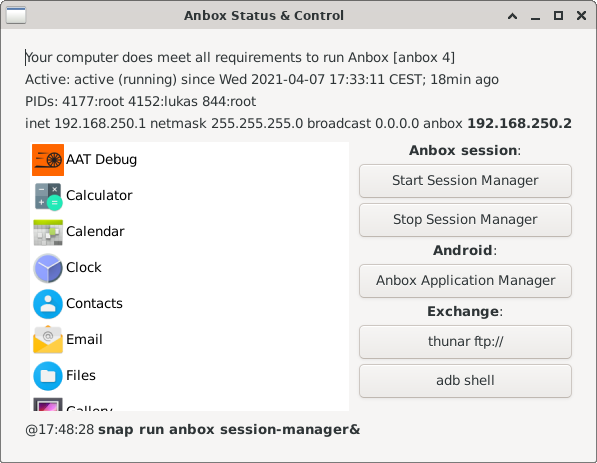 Anbox Status & Control
Your computer does meet all requirements to run Anbox [anbox 4]
Active: active (running) since Wed 2021-04-07 17:33:11 CEST; 18min ago
PIDs: 4177:root 4152:lukas 844:root
inet 192.168.250.1 netmask 255.255.255.0 broadcast 0.0.0.0 anbox 192.168.250.2
AAT Debug
Calculator
Calendar
Clock
Contacts
Email
Files
Gallery
Anbox session:
Start Session Manager
Stop Session Manager
Android:
Anbox Application Manager
Exchange:
thunar ftp://
adb shell
@17:48:28 snap run anbox session-manager&